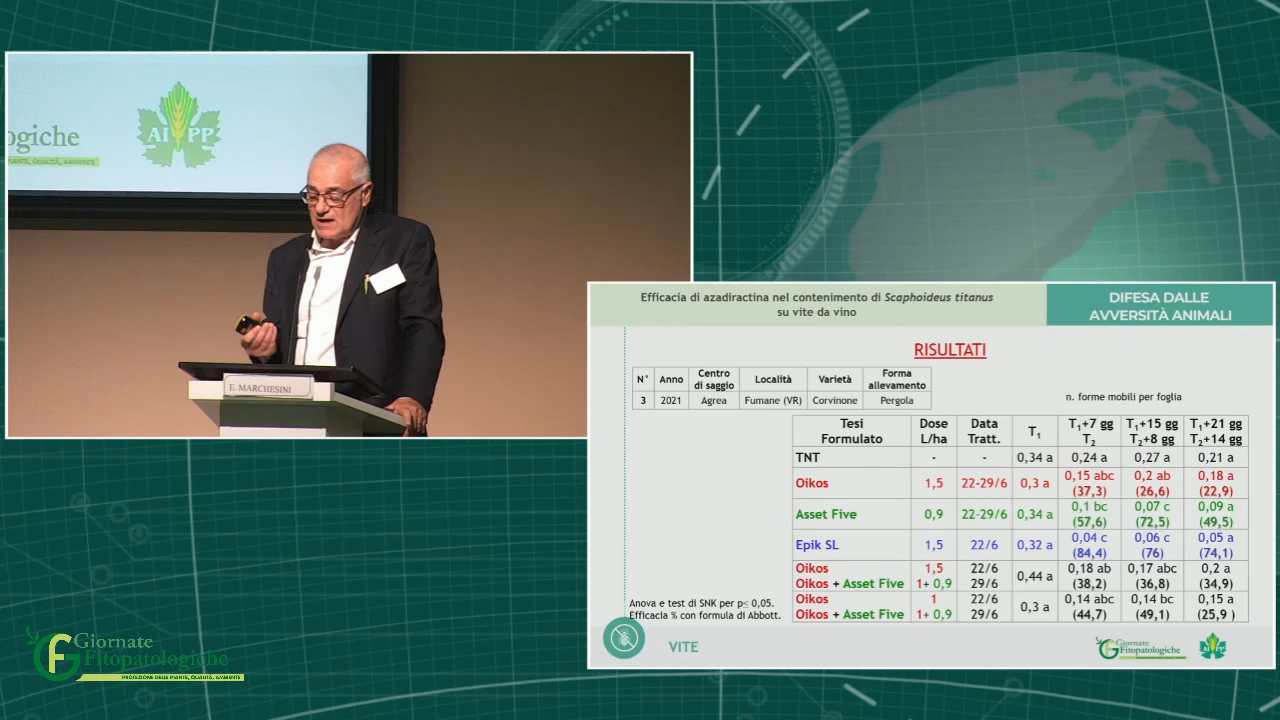 ogiche
PIANTE, QUALITÀ, AMBIENTE
AIPP
E. MARCHESINI
Efficacia di azadiractina nel contenimento di Scaphoideus titanus
su vite da vino
DIFESA DALLE
AVVERSITÀ ANIMALI
RISULTATI
N° Anno Centro di saggio Località Varietà Forma allevamento
3 2021 Agrea Fumane (VR) Corvinone Pergola
n. forme mobili per foglia
Tesi Formulato Dose L/ha Data Tratt. T1 T1+7 gg T2 T1+15 gg T2+8 gg T1+21 gg T2+14 gg
TNT - - 0,34 a 0,24 a 0,27 a 0,21 a
Oikos 1,5 22-29/6 0,3 a 0,15 abc (37,3) 0,2 ab (26,6) 0,18 a (22,9)
Asset Five 0,9 22-29/6 0,34 a 0,1 bc (57,6) 0,07 c (72,5) 0,09 a (49,5)
Epik SL 1,5 22/6 0,32 a 0,04 c (84,4) 0,06 c (76) 0,05 a (74,1)
Oikos 1,5 22/6 0,44 a 0,18 ab 0,17 abc 0,2 a
Oikos + Asset Five 1+ 0,9 29/6 (38,2) (36,8) (34,9)
Oikos 1 22/6 0,3 a 0,14 abc 0,14 bc 0,15 a
Oikos + Asset Five 1+ 0,9 29/6 (44,7) (49,1) (25,9 )
Anova e test di SNK per p≤ 0,05.
Efficacia % con formula di Abbott.
VITE
Giornate
Fitopatologiche
Giornate
Fitopatologiche
PROTEZIONE DELLE PIANTE, QUALITÀ, AMBIENTE